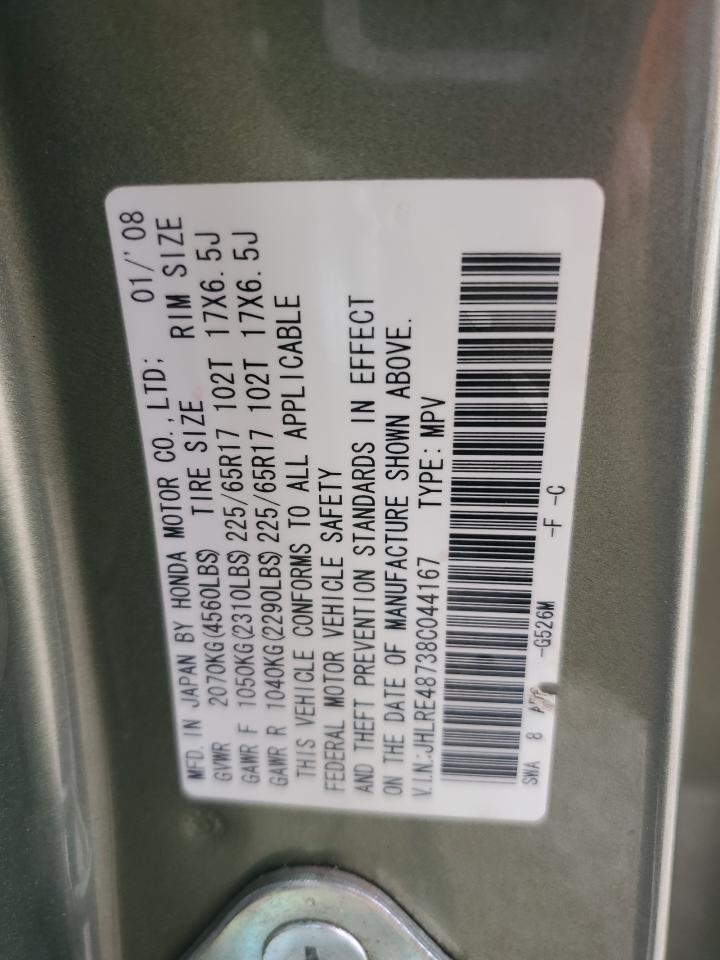 MFD. IN JAPAN BY HONDA MOTOR CO.,LTD; 01/'08
GVWR 2070KG(4560LBS) TIRE SIZE RIM SIZE
GAWR F 1050KG(2310LBS) 225/65R17 102T 17X6.5J
GAWR R 1040KG(2290LBS) 225/65R17 102T 17X6.5J
THIS VEHICLE CONFORMS TO ALL APPLICABLE
FEDERAL MOTOR VEHICLE SAFETY
AND THEFT PREVENTION STANDARDS IN EFFECT
ON THE DATE OF MANUFACTURE SHOWN ABOVE.
V.I.N.:JHLRE48738C044167 TYPE:MPV
SWA 8 -G526M -F -C